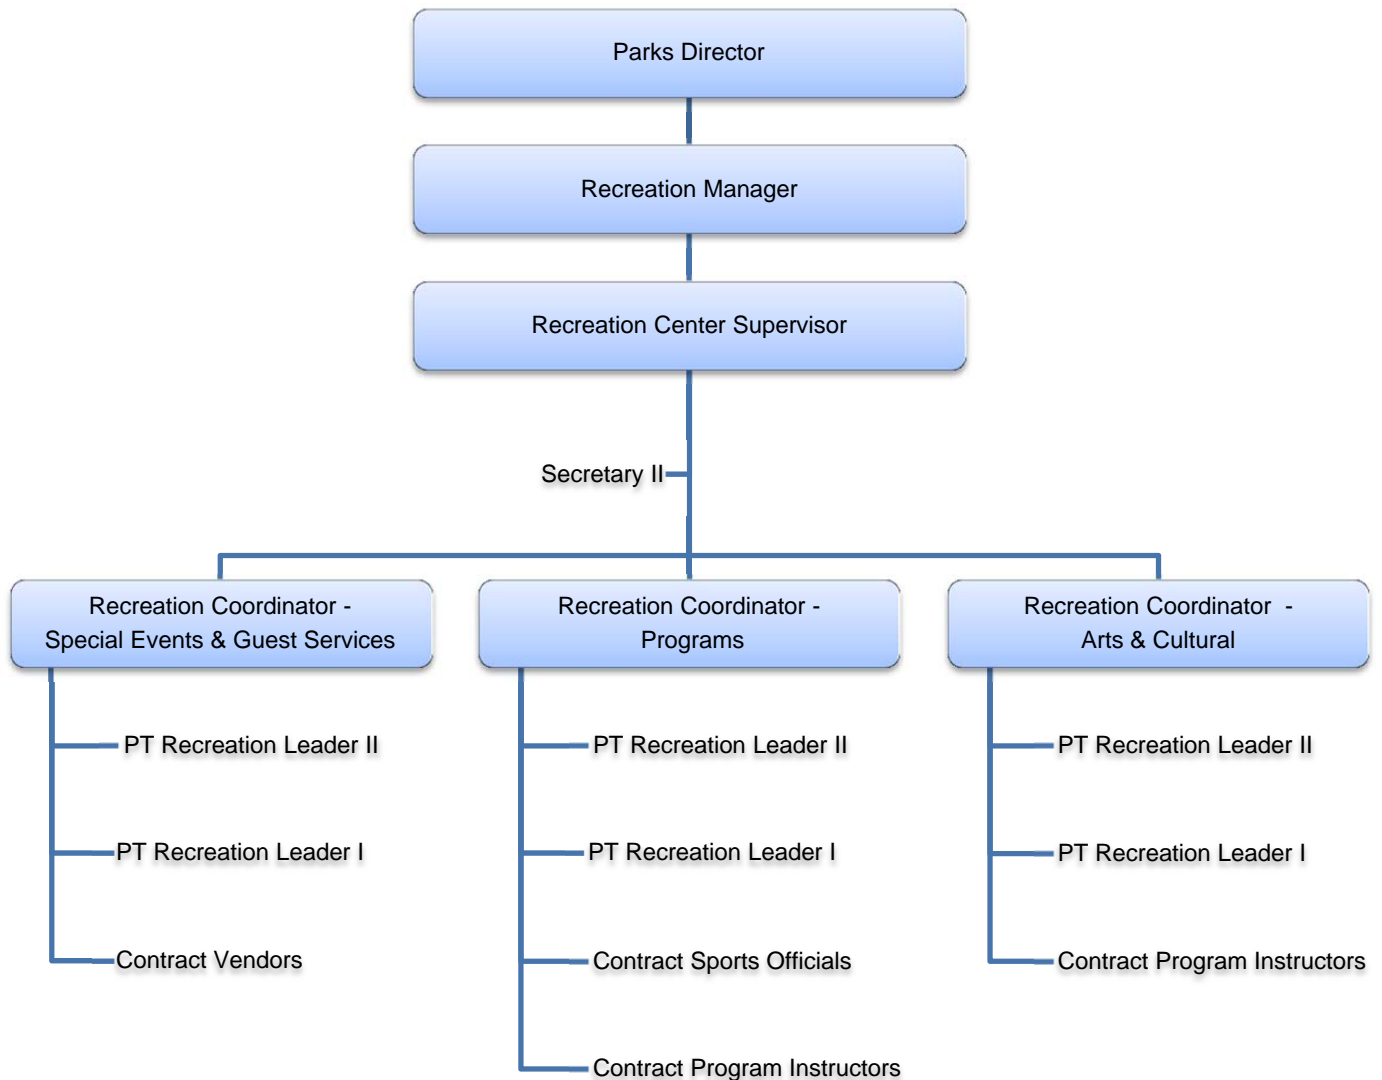 Parks Director
Recreation Manager
Recreation Center Supervisor
Secretary II
Recreation Coordinator -
Special Events & Guest Services
PT Recreation Leader II
PT Recreation Leader I
Contract Vendors
Recreation Coordinator -
Programs
PT Recreation Leader II
PT Recreation Leader I
Contract Sports Officials
Contract Program Instructors
Recreation Coordinator -
Arts & Cultural
PT Recreation Leader II
PT Recreation Leader I
Contract Program Instructors